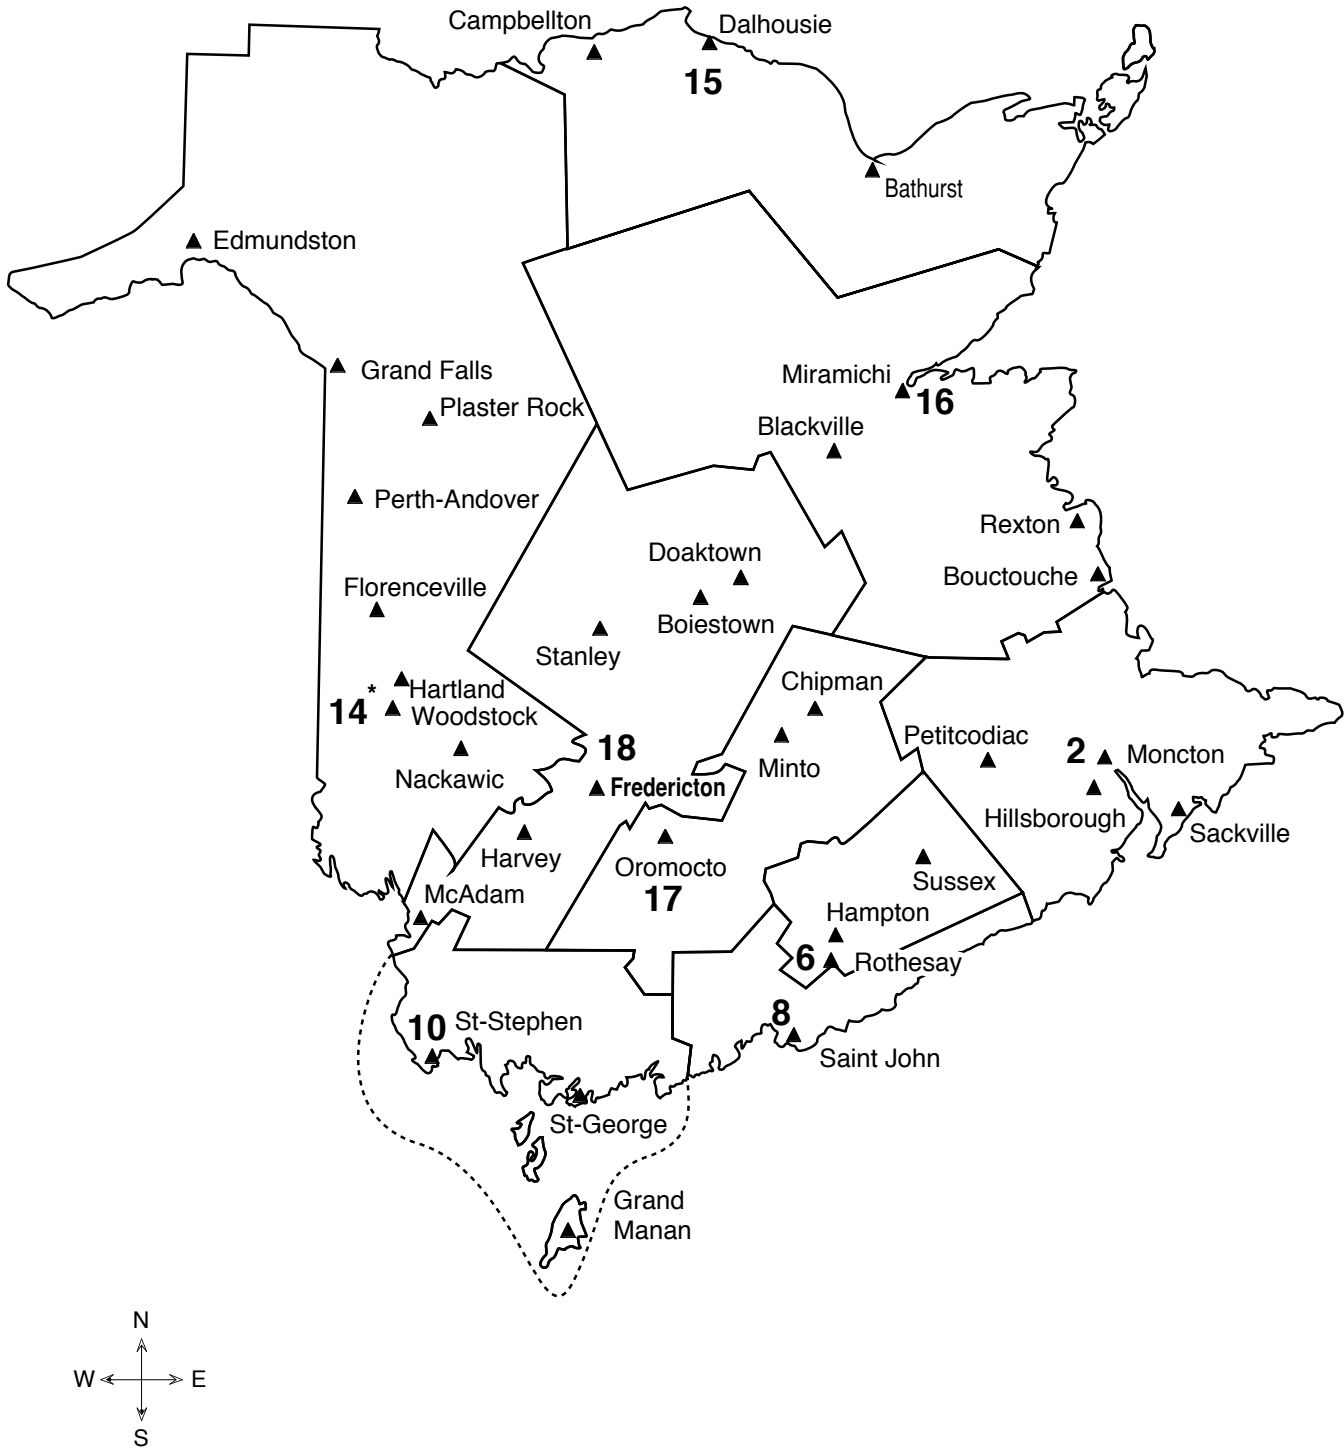 Campbellton
Dalhousie
15
Bathurst
Edmundston
Grand Falls
Plaster Rock
Miramichi
16
Blackville
Perth-Andover
Rexton
Doaktown
Bouctouche
Florenceville
Boiestown
Stanley
Chipman
Hartland
14*
Woodstock
Petitcodiac
18
2
Moncton
Minto
Nackawic
Fredericton
Hillsborough
Sackville
Harvey
Oromocto
Sussex
McAdam
17
Hampton
6
Rothesay
8
10
St-Stephen
Saint John
St-George
Grand
Manan
N
W
E
S